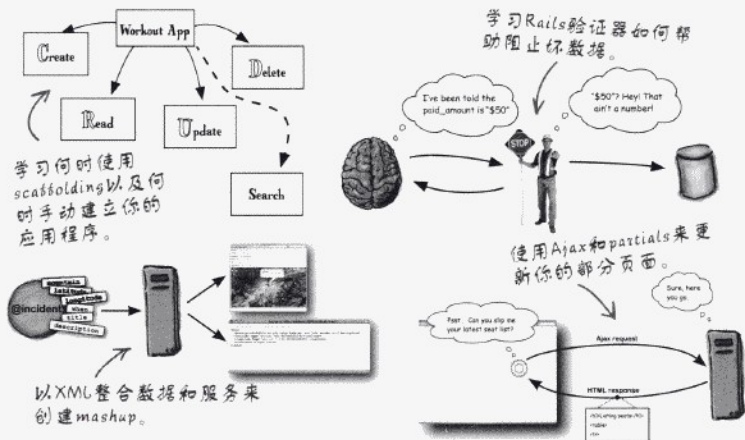 Workout App
Create
Read
Update
Delete
Search
学习何时使用
scaffolding以及何
时手动建立你的
应用程序。
学习Rails验证器如何帮
助阻止坏数据。
I've been told the
paid_amount is "$50"
"$50"? Hey! That
ain't a number!
STOP
@incident
mountain
latitude
longitude
when
title
description
以XML整合数据和服务来
创建mashup。
使用Ajax和partials来更
新你的部分页面。
Psst... Can you slip me
your latest seat list?
Sure, here
you go.
Ajax request
HTML response